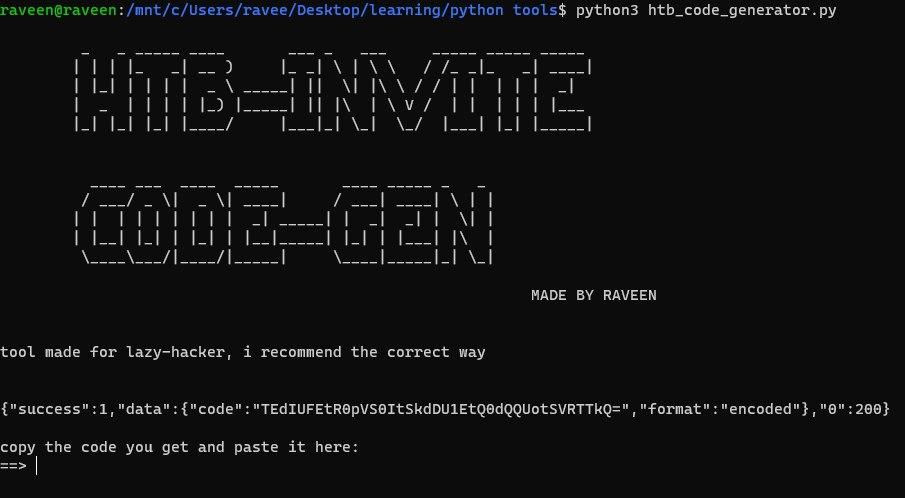 raveen@raveen:/mnt/c/Users/ravee/Desktop/learning/python tools$ python3 htb_code_generator.py
HTB-INVITE
CODE-GEN
MADE BY RAVEEN
tool made for lazy-hacker, i recommend the correct way
{"success":1,"data":{"code":"TEdIUFEtR0pVS0ItSkdDU1EtQ0dQQUotSVRTTkQ=","format":"encoded"},"0":200}
copy the code you get and paste it here:
==>